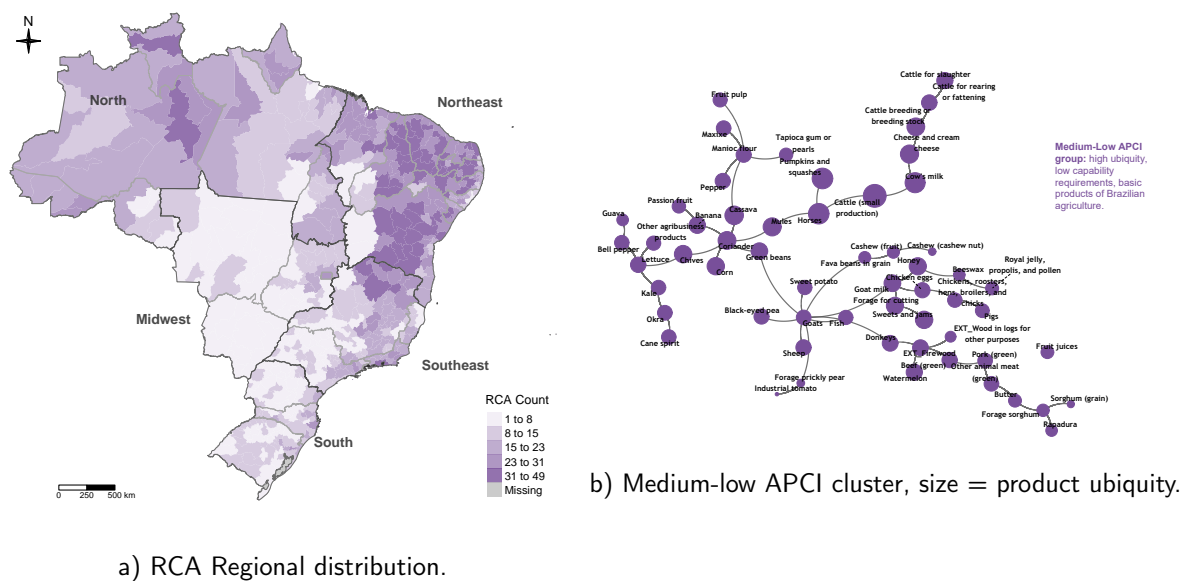 N
North
Northeast
Midwest
Southeast
South
RCA Count
1 to 8
8 to 15
15 to 23
23 to 31
31 to 49
Missing
0 250 500 km
a) RCA Regional distribution.
Cattle for slaughter
Cattle for rearing
or fattening
Cattle breeding or
breeding stock
Cheese and cream
cheese
Cow's milk
Fruit pulp
Maxixe
Manioc flour
Tapioca gum or
pearls
Pumpkins and
squashes
Pepper
Passion fruit
Banana
Cassava
Mules
Horses
Cattle (small
production)
Guava
Other agribusiness
products
Bell pepper
Lettuce
Chives
Coriander
Corn
Green beans
Kale
Okra
Cane spirit
Sweet potato
Black-eyed pea
Goats
Fish
Sheep
Forage prickly pear
Industrial tomato
Cashew (fruit)
Cashew (cashew nut)
Fava beans in grain
Honey
Beeswax
Royal jelly,
propolis, and pollen
Chicken eggs
Chickens, roosters,
hens, broilers, and
Chicks
Goat milk
Forage for cutting
Sweets and jams
Pigs
EXT_Wood in logs for
other purposes
Donkeys
EXT_Firewood
Fruit juices
Beef (green)
Watermelon
Pork (green)
Other animal meat
(green)
Butter
Forage sorghum
Sorghum (grain)
Rapadura
Medium-Low APCI
group: high ubiquity,
low capability
requirements, basic
products of Brazilian
agriculture.
b) Medium-low APCI cluster, size = product ubiquity.